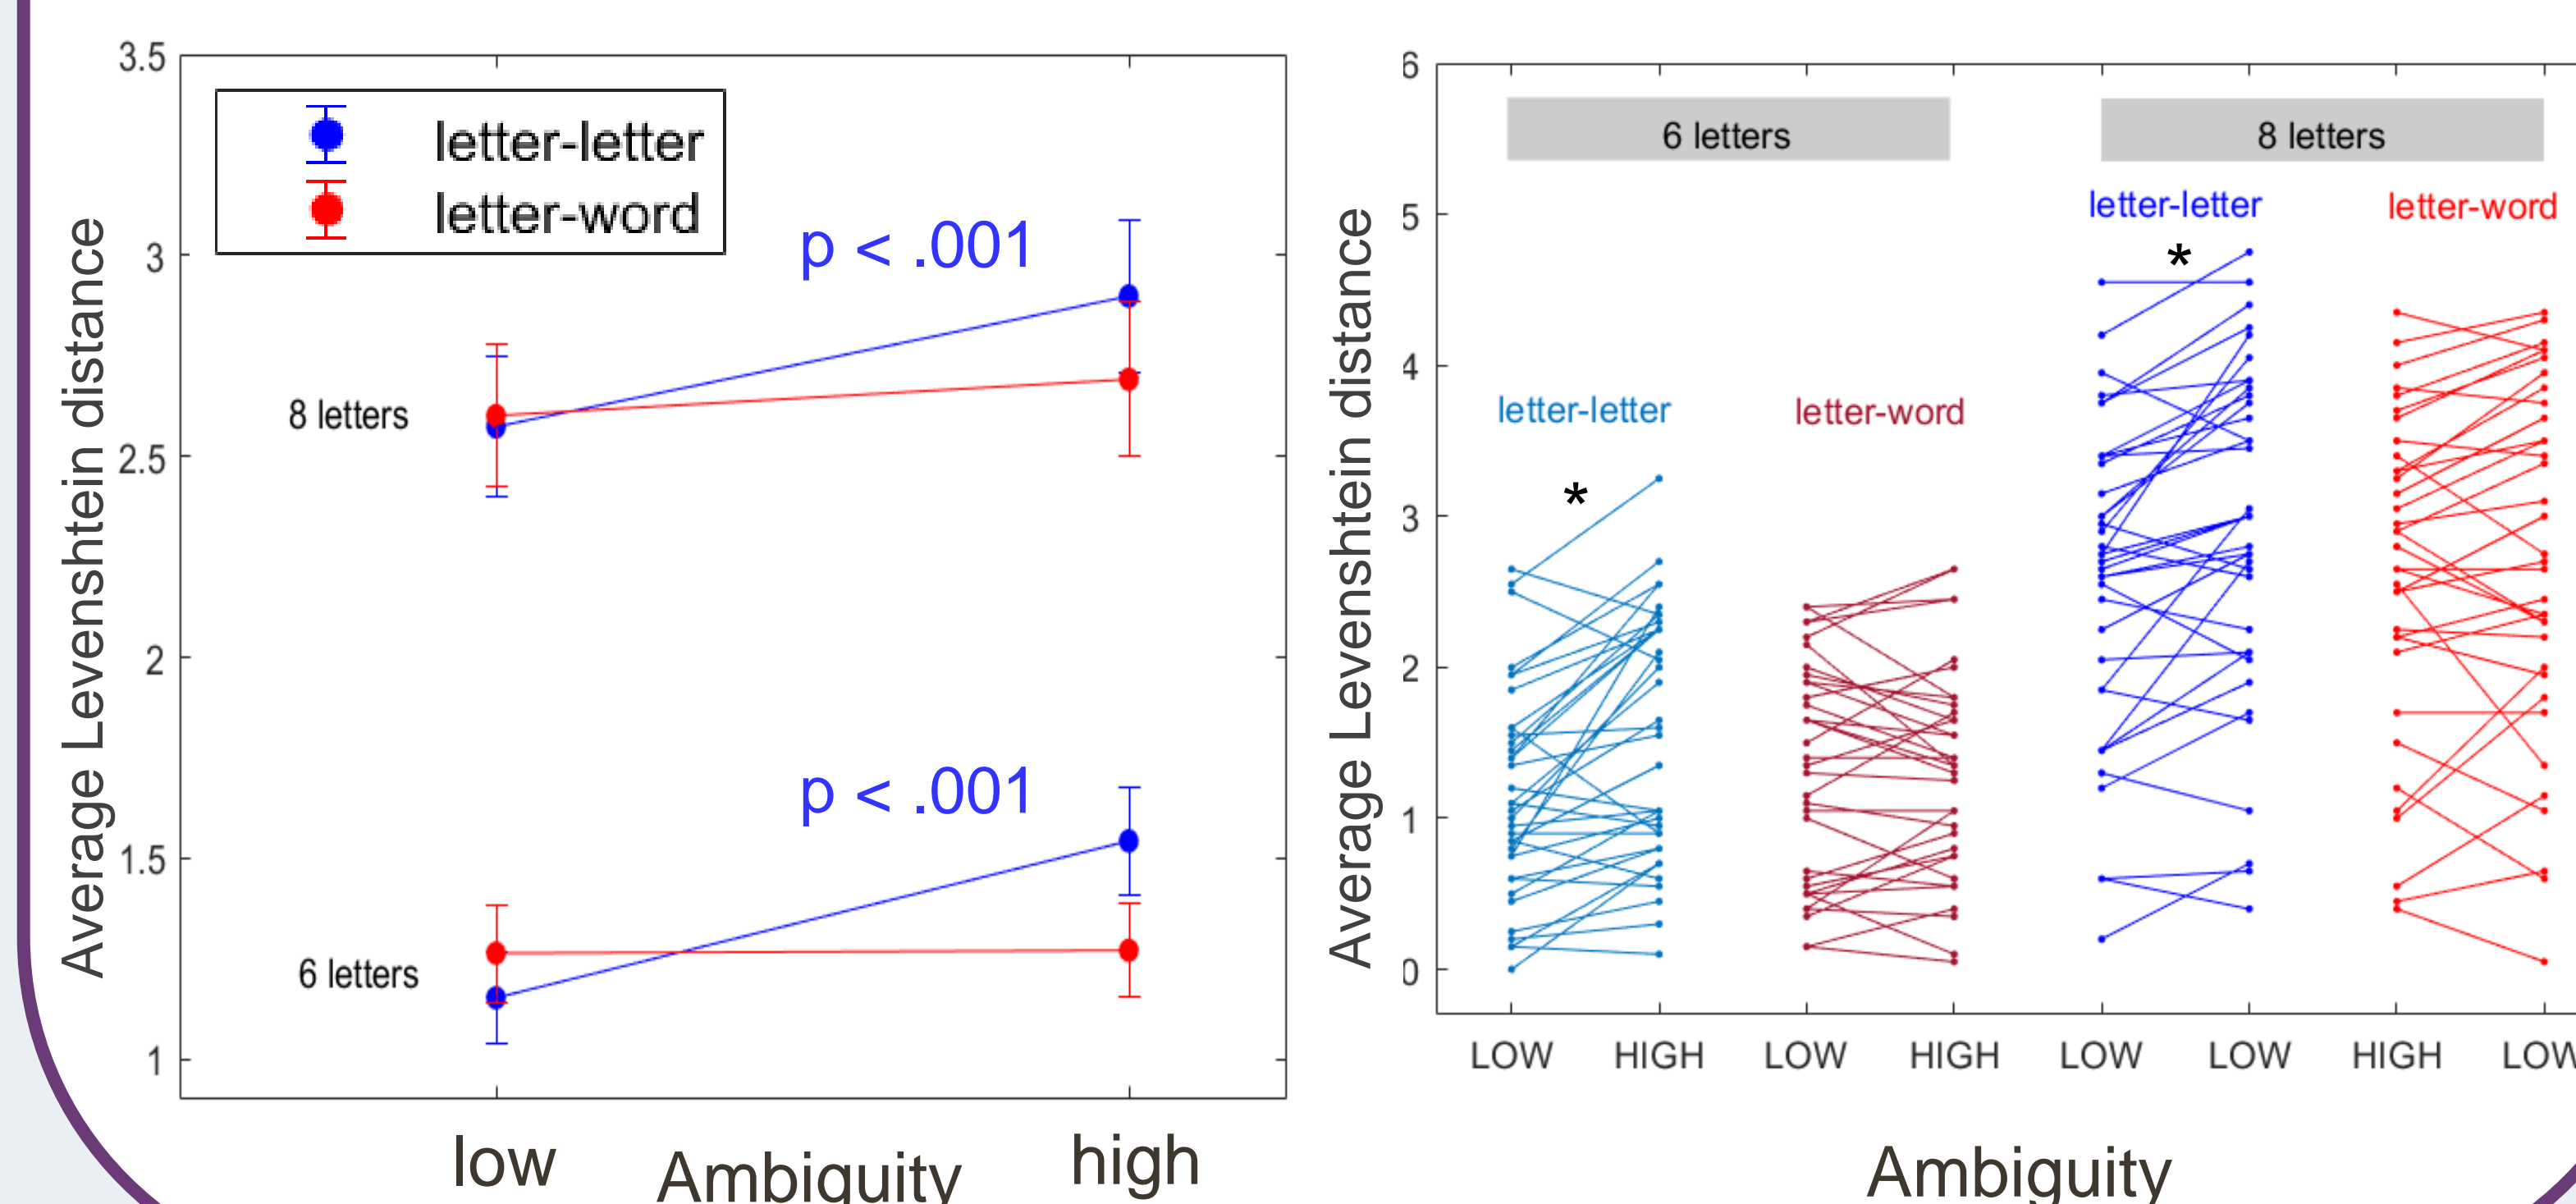 3.5
3
2.5
2
1.5
1
Average Levenshtein distance
letter-letter
letter-word
p < .001
8 letters
p < .001
6 letters
low
Ambiguity
high
6
5
4
3
2
1
0
Average Levenshtein distance
6 letters
8 letters
letter-letter
letter-word
*
letter-letter
letter-word
*
LOW HIGH LOW HIGH LOW LOW HIGH LOW
Ambiguity